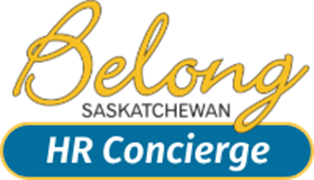 Belong
SASKATCHEWAN
HR Concierge